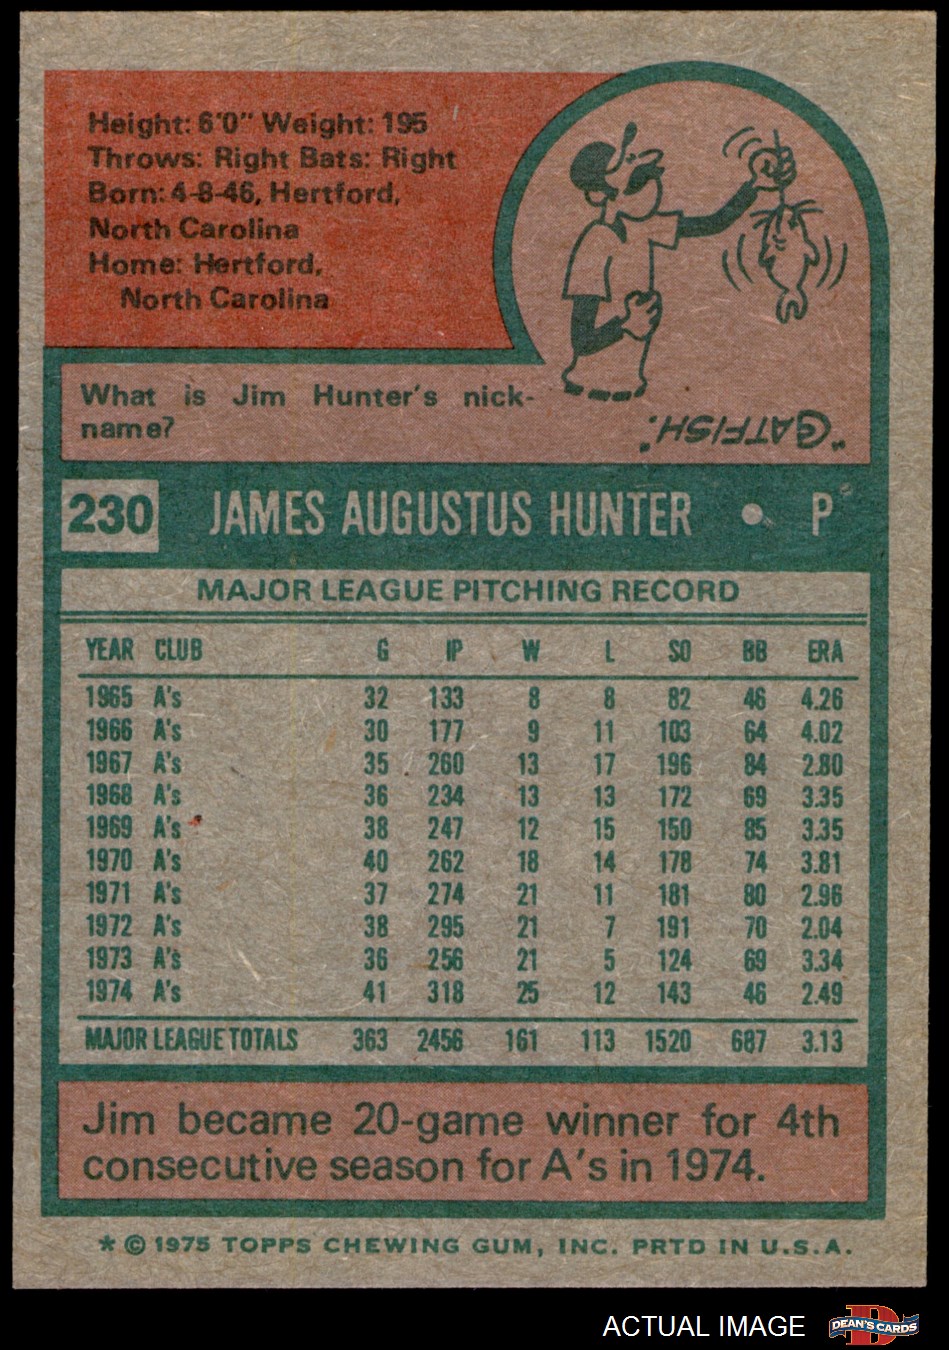 Height: 6'0" Weight: 195
Throws: Right Bats: Right
Born: 4-8-46, Hertford,
North Carolina
Home: Hertford,
North Carolina
What is Jim Hunter's nick-
name?
"CATFISH."
230 JAMES AUGUSTUS HUNTER • P
MAJOR LEAGUE PITCHING RECORD
YEAR CLUB G IP W L SO BB ERA
1965 A's 32 133 8 8 82 46 4.26
1966 A's 30 177 9 11 103 64 4.02
1967 A's 35 260 13 17 196 84 2.80
1968 A's 36 234 13 13 172 69 3.35
1969 A's 38 247 12 15 150 85 3.35
1970 A's 40 262 18 14 178 74 3.81
1971 A's 37 274 21 11 181 80 2.96
1972 A's 38 295 21 7 191 70 2.04
1973 A's 36 256 21 5 124 69 3.34
1974 A's 41 318 25 12 143 46 2.49
MAJOR LEAGUE TOTALS 363 2456 161 113 1520 687 3.13
Jim became 20-game winner for 4th
consecutive season for A's in 1974.
* © 1975 TOPPS CHEWING GUM, INC. PRTD IN U.S.A.
ACTUAL IMAGE
D
DEAN'S CARDS